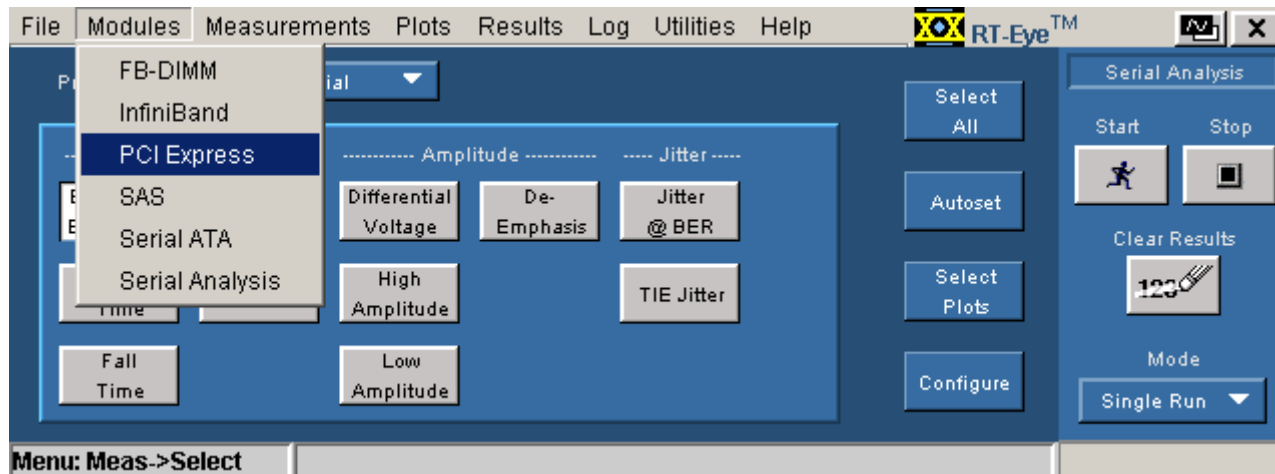 File Modules Measurements Plots Results Log Utilities Help RT-Eye™
FB-DIMM
InfiniBand
PCI Express
SAS
Serial ATA
Serial Analysis
Amplitude
Jitter
Differential
Voltage
De-
Emphasis
Jitter
@ BER
High
Amplitude
TIE Jitter
Fall
Time
Low
Amplitude
Select
All
Autoset
Select
Plots
Configure
Serial Analysis
Start Stop
Clear Results
123
Mode
Single Run
Menu: Meas->Select